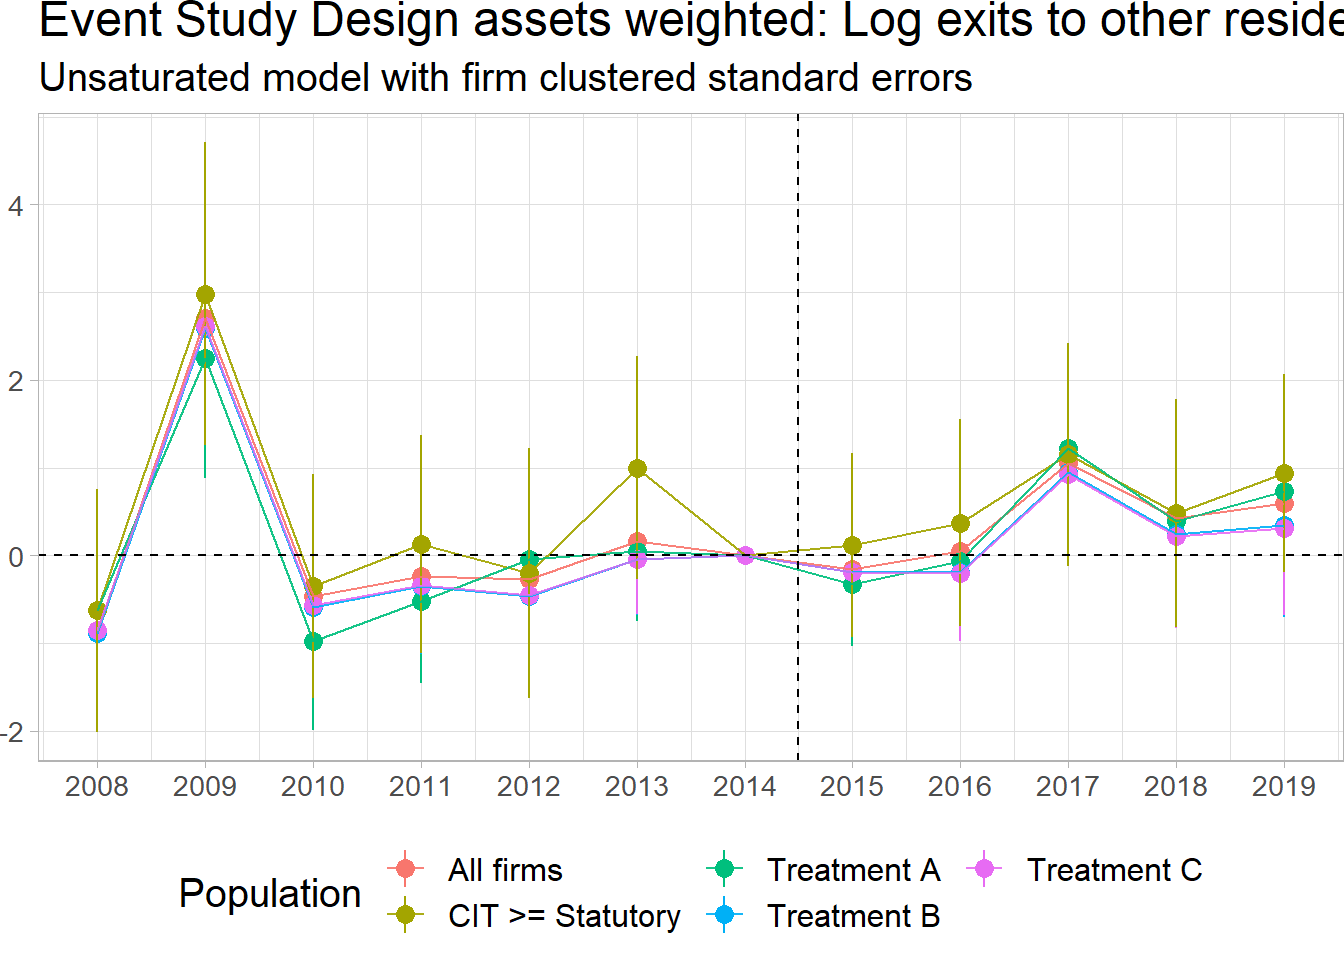 Event Study Design assets weighted: Log exits to other reside
Unsaturated model with firm clustered standard errors
4
2
0
-2
2008 2009 2010 2011 2012 2013 2014 2015 2016 2017 2018 2019
Population
All firms
CIT >= Statutory
Treatment A
Treatment B
Treatment C